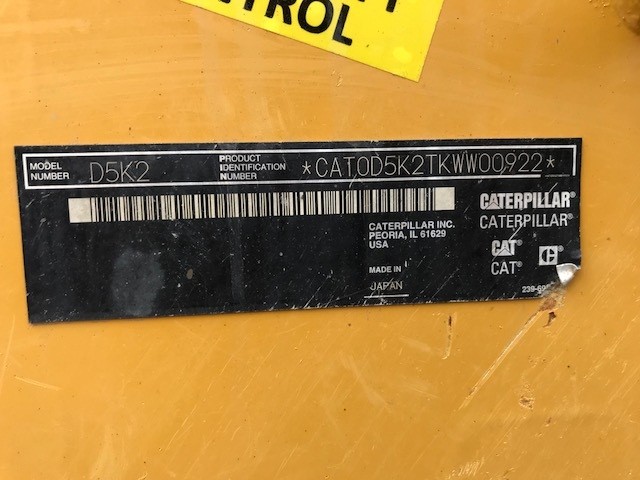 TROL
MODEL NUMBER D5K2 PRODUCT IDENTIFICATION NUMBER *CAT0D5K2TKWW00922*
CATERPILLAR INC.
PEORIA, IL 61629
USA
MADE IN
JAPAN
CATERPILLAR®
CATERPILLAR®
CAT®
CAT®